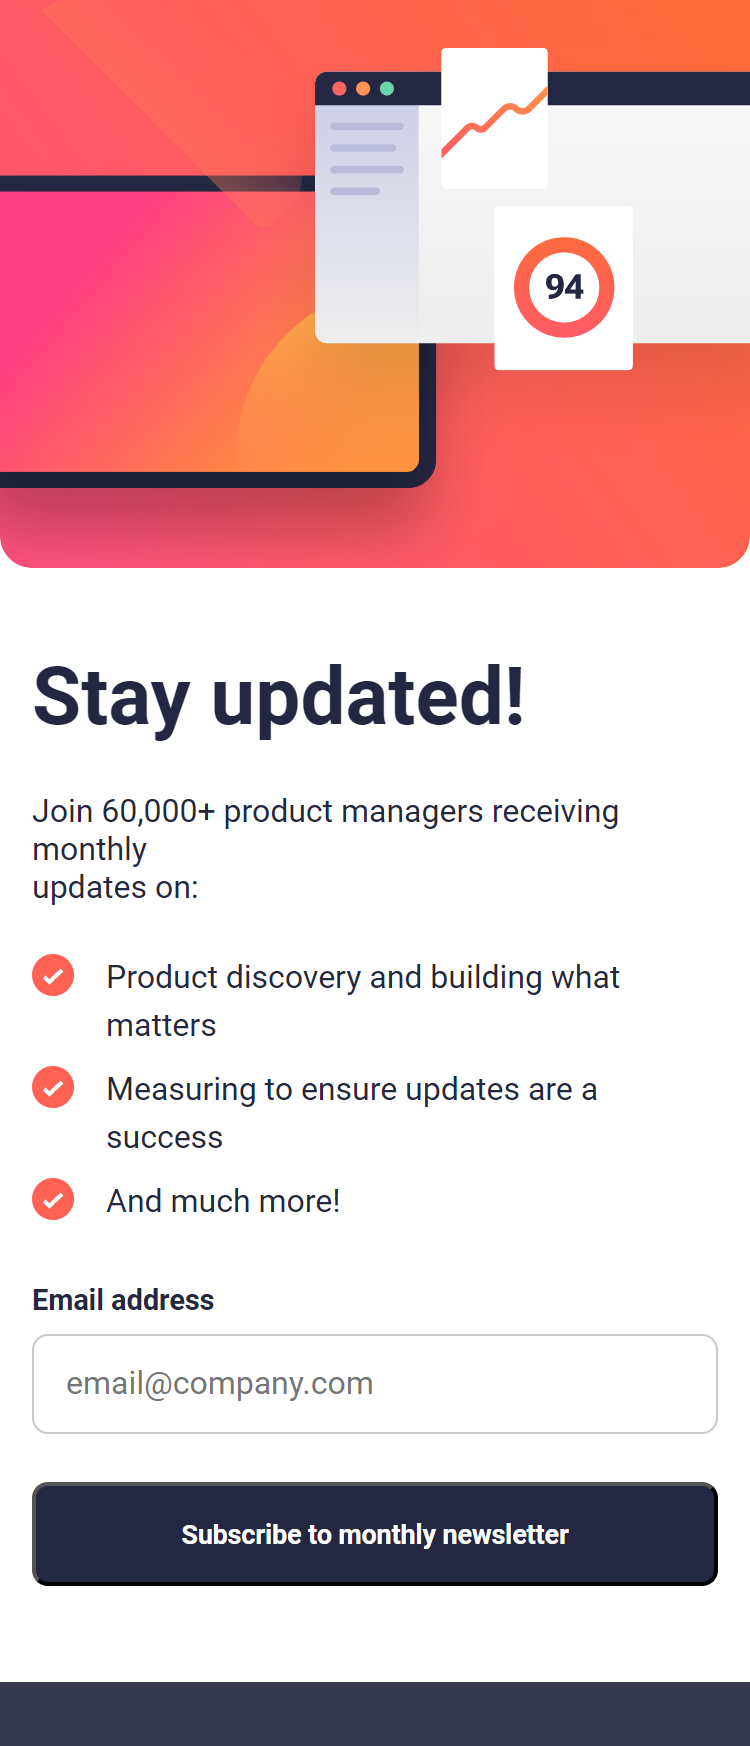 94
Stay updated!
Join 60,000+ product managers receiving
monthly
updates on:
Product discovery and building what
matters
Measuring to ensure updates are a
success
And much more!
Email address
email@company.com
Subscribe to monthly newsletter